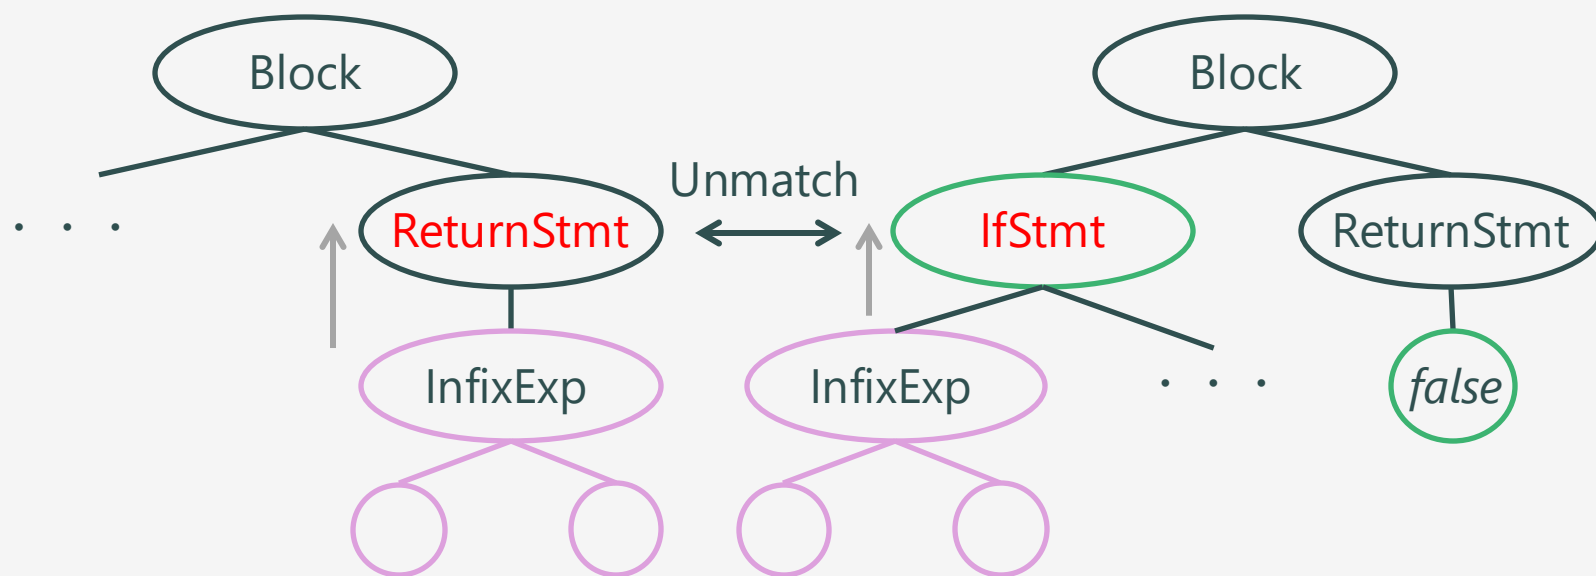 Block
Block
Unmatch
. . .
ReturnStmt
IfStmt
ReturnStmt
InfixExp
InfixExp
. . .
false